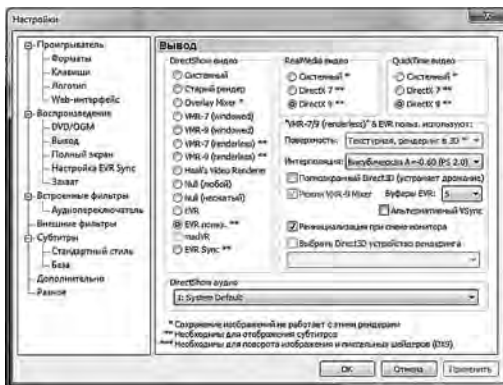 Настройки
Проигрыватель
Форматы
Клавиши
Логотип
Web-интерфейс
Воспроизведение
DVD/OGM
Вывод
Полный экран
Настройка EVR Sync
Захват
Встроенные фильтры
Аудиопереключатель
Внешние фильтры
Субтитры
Стандартный стиль
База
Дополнительно
Разное
Вывод
DirectShow видео
Системный
Старый рендер
Overlay Mixer *
VMR-7 (windowed)
VMR-9 (windowed)
VMR-7 (renderless) **
VMR-9 (renderless) ***
Haali's Video Renderer
Null (любой)
Null (несжатый)
EVR
EVR польз. **
madVR
EVR Sync **
RealMedia видео
Системный *
DirectX 7 **
DirectX 9 **
QuickTime видео
Системный *
DirectX 7 **
DirectX 9 **
"VMR-7/9 (renderless)" & EVR польз. используют:
Поверхность: Текстурная, рендеринг в 3D
Интерполяция: Бикубическая A=-0.60 (PS 2.0)
Полноэкранный Direct3D (устраняет дрожание)
Режим VMR-9 Mixer
Буферы EVR: 5
Альтернативный VSync
Реинициализация при смене монитора
Выбрать Direct3D устройство рендеринга
DirectShow аудио
1: System Default
* Сохранение изображений не работает с этими рендерами
** Необходимы для отображения субтитров
*** Необходимы для поворота изображения и пиксельных шейдеров (DX9)
OK
Отмена
Применить